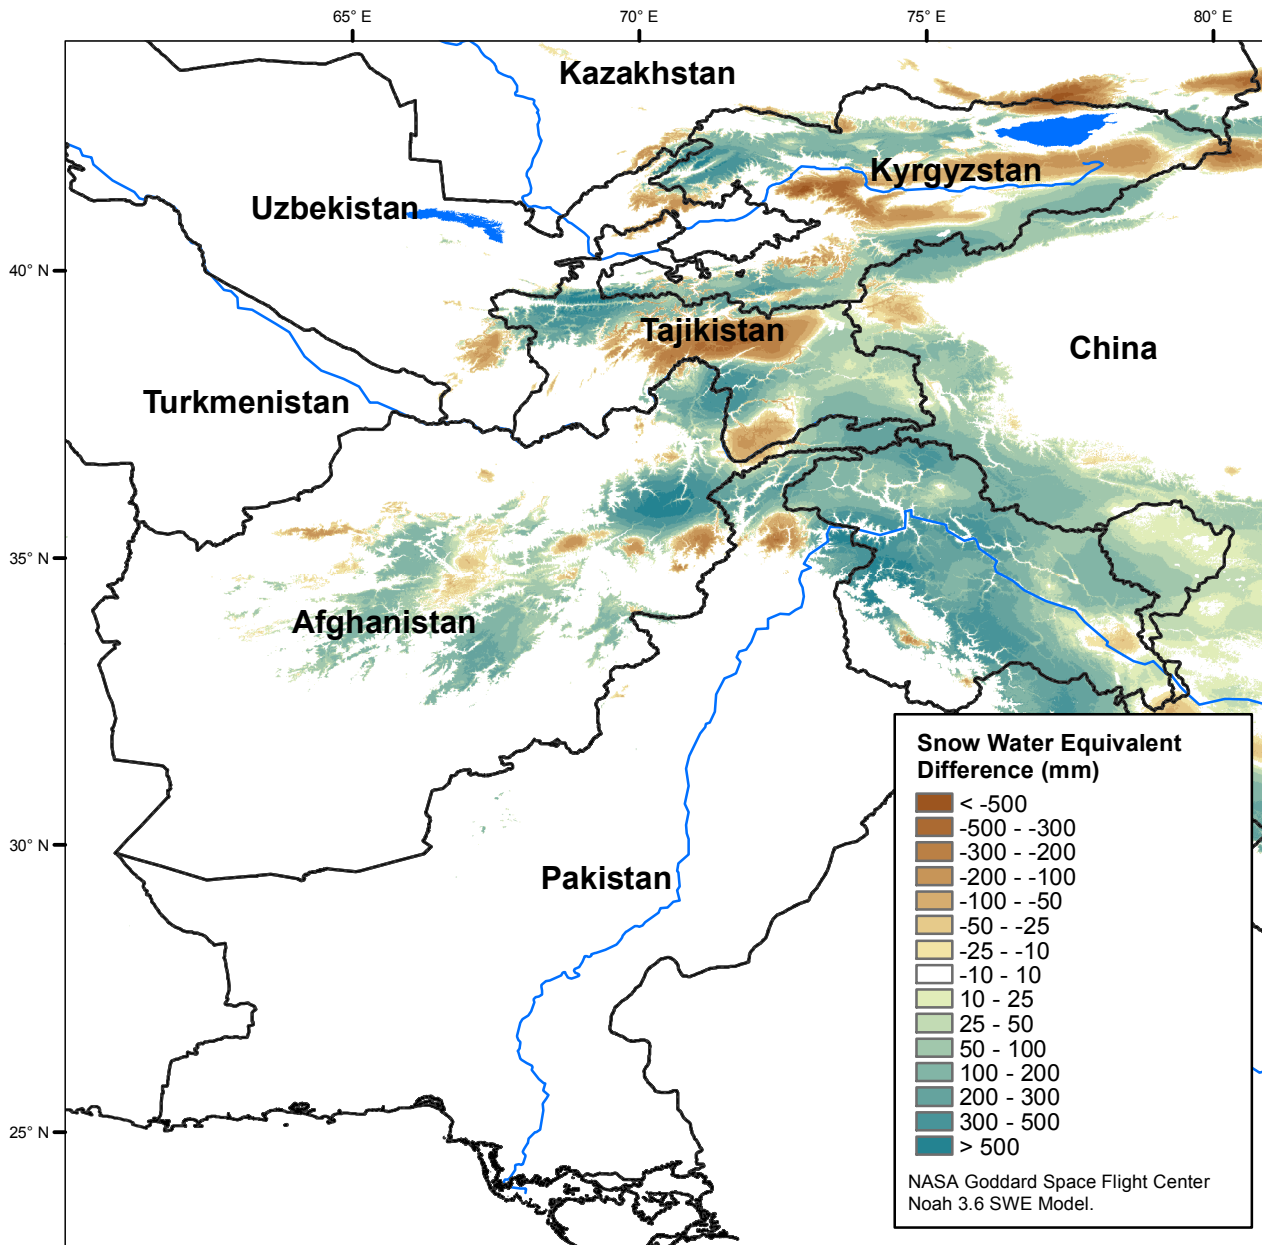 65° E 70° E 75° E 80° E
Kazakhstan
Kyrgyzstan
Uzbekistan
40° N
Tajikistan
China
Turkmenistan
35° N
Afghanistan
Snow Water Equivalent
Difference (mm)
< -500
-500 - -300
-300 - -200
-200 - -100
-100 - -50
-50 - -25
-25 - -10
-10 - 10
10 - 25
25 - 50
50 - 100
100 - 200
200 - 300
300 - 500
> 500
30° N
Pakistan
25° N
NASA Goddard Space Flight Center
Noah 3.6 SWE Model.